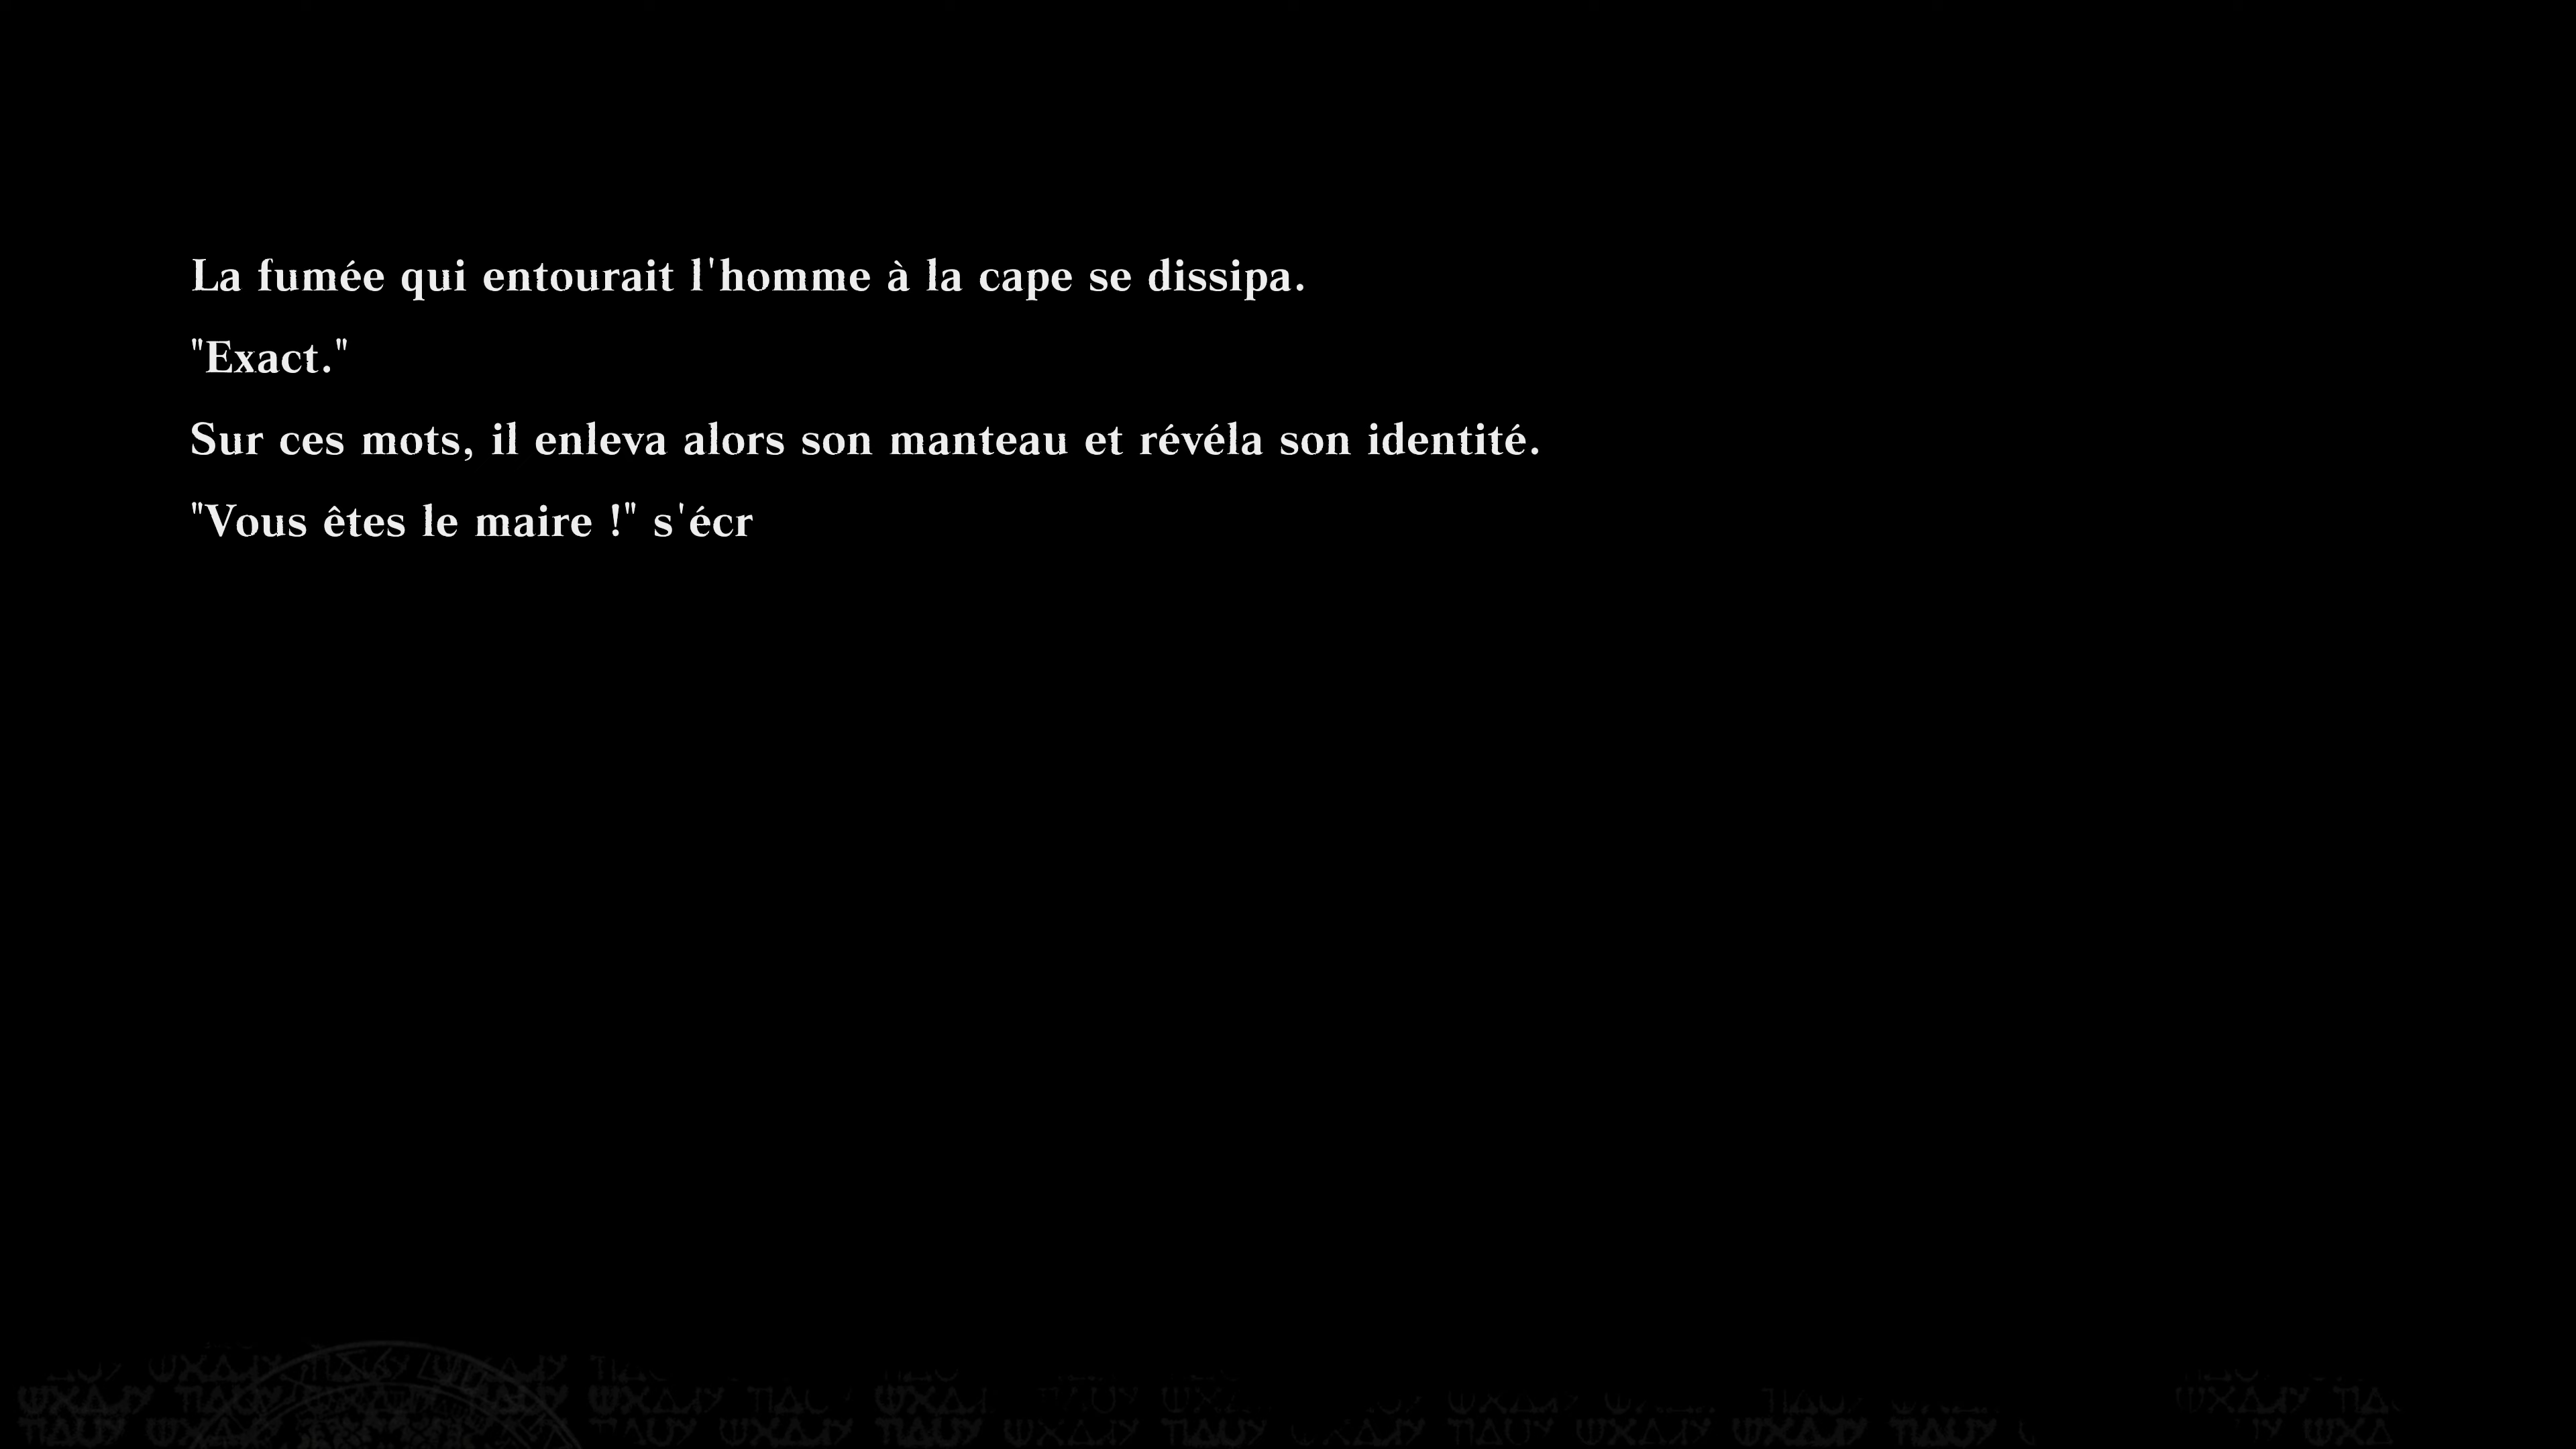 La fumée qui entourait l'homme à la cape se dissipa.
"Exact."
Sur ces mots, il enleva alors son manteau et révéla son identité.
"Vous êtes le maire !" s'écr